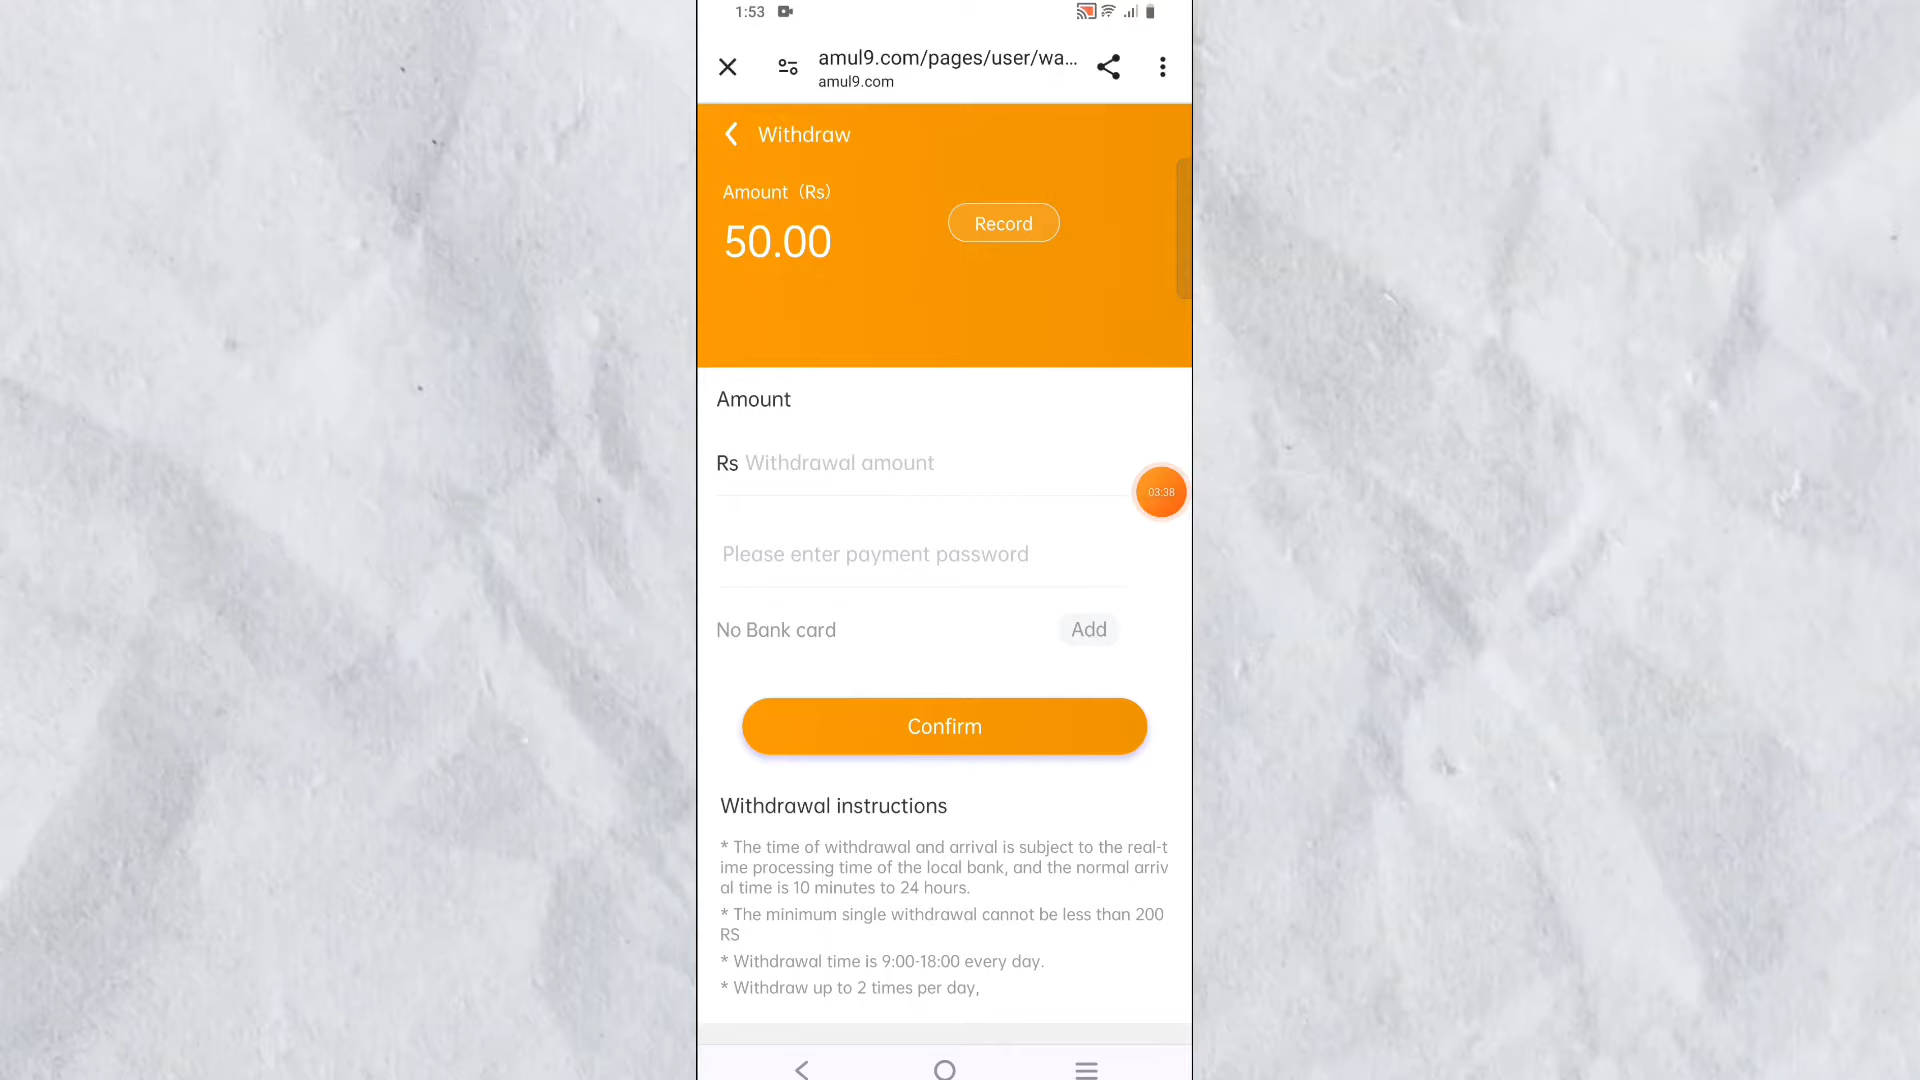 1:53
amul9.com/pages/user/wa...
amul9.com
Withdraw
Amount (Rs)
50.00
Record
Amount
Rs Withdrawal amount
03:38
Please enter payment password
No Bank card
Add
Confirm
Withdrawal instructions
* The time of withdrawal and arrival is subject to the real-t
ime processing time of the local bank, and the normal arriv
al time is 10 minutes to 24 hours.
* The minimum single withdrawal cannot be less than 200
RS
* Withdrawal time is 9:00-18:00 every day.
* Withdraw up to 2 times per day,